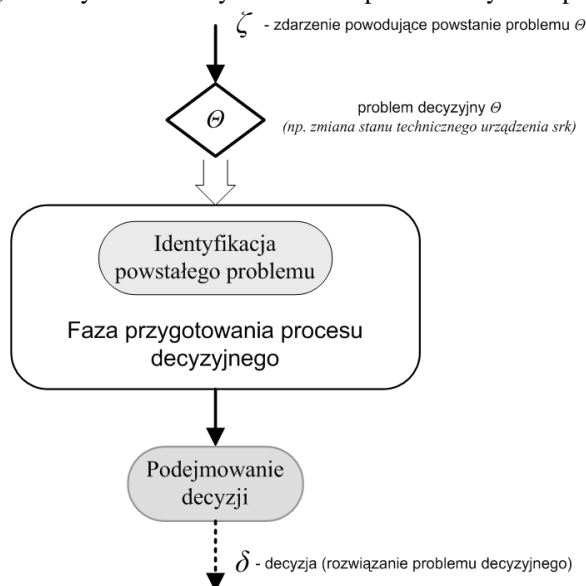 ζ - zdarzenie powodujące powstanie problemu Θ
Θ
problem decyzyjny Θ
(np. zmiana stanu technicznego urządzenia srk)
Identyfikacja
powstałego problemu
Faza przygotowania procesu
decyzyjnego
Podejmowanie
decyzji
δ - decyzja (rozwiązanie problemu decyzyjnego)